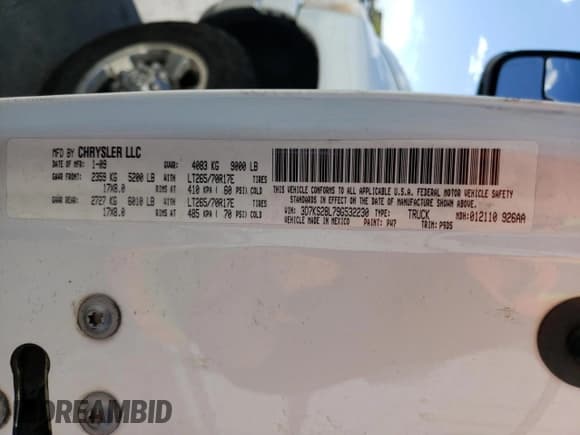 MFD BY CHRYSLER LLC
DATE OF MFR: 1-09 GVWR: 4083 KG 9000 LB
GAWR FRONT: 2359 KG 5200 LB WITH LT265/70R17E TIRES
17X8.0 RIMS AT 410 KPA( 60 PSI) COLD
GAWR REAR: 2727 KG 6010 LB WITH LT265/70R17E TIRES
17X8.0 RIMS AT 485 KPA( 70 PSI) COLD
THIS VEHICLE CONFORMS TO ALL APPLICABLE U.S.A. FEDERAL MOTOR VEHICLE SAFETY
STANDARDS IN EFFECT ON THE DATE OF MANUFACTURE SHOWN ABOVE.
VIN: 3D7KS28L79G532230 TYPE: TRUCK MDH: 012110 926AA
VEHICLE MADE IN MEXICO PAINT: PW7 TRIM: P9D5
DREAMBID